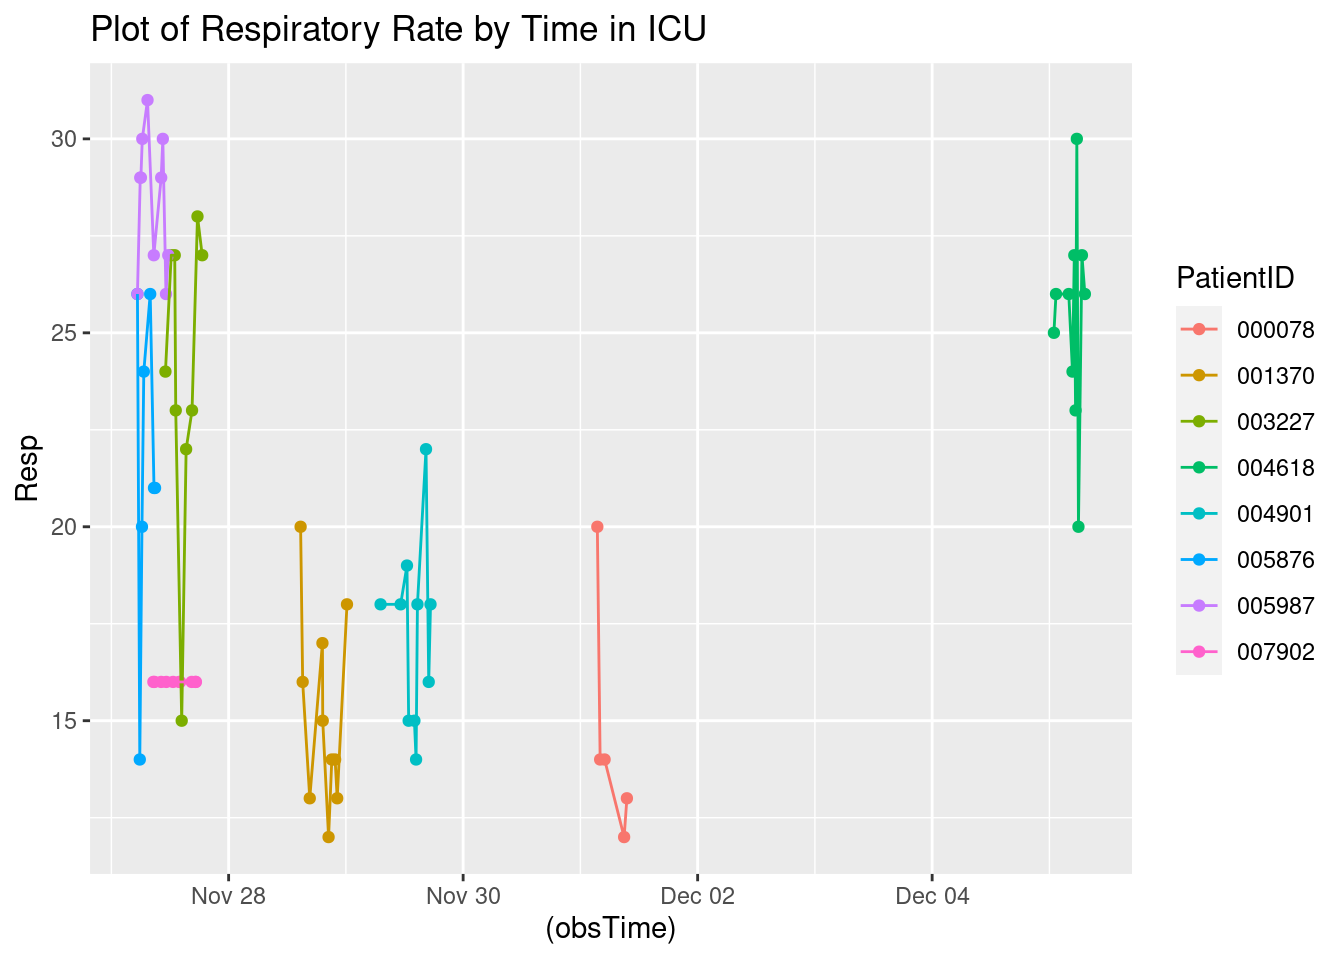 Plot of Respiratory Rate by Time in ICU
30
25
20
15
Resp
Nov 28
Nov 30
Dec 02
Dec 04
(obsTime)
PatientID
000078
001370
003227
004618
004901
005876
005987
007902